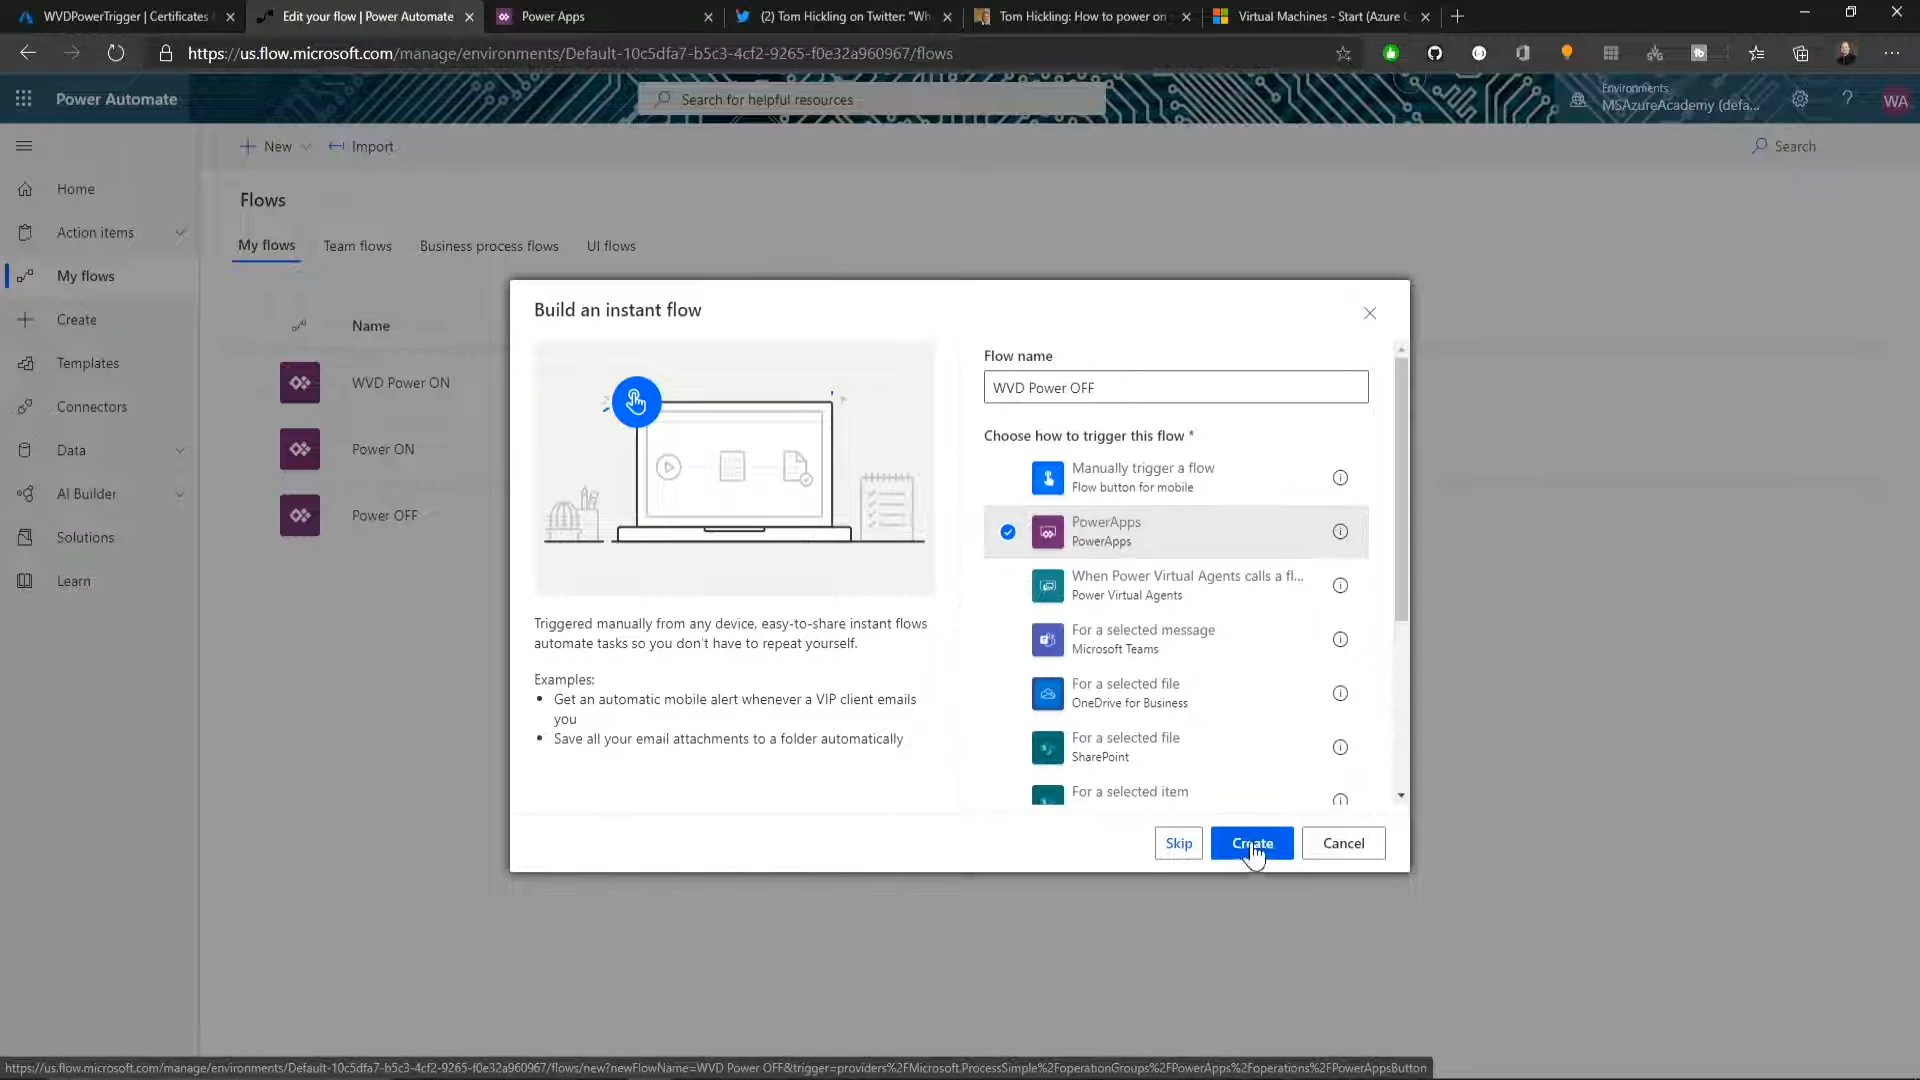 WVDPowerTrigger | Certificates
Edit your flow | Power Automate
Power Apps
(2) Tom Hickling on Twitter: "Wh
Tom Hickling: How to power on
Virtual Machines - Start (Azure C
https://us.flow.microsoft.com/manage/environments/Default-10c5dfa7-b5c3-4cf2-9265-f0e32a960967/flows
Power Automate
Search for helpful resources
Environments
MSAzureAcademy (defa...
?
WA
New
Import
Search
Home
Action items
My flows
Create
Templates
Connectors
Data
AI Builder
Solutions
Learn
Flows
My flows
Team flows
Business process flows
UI flows
Name
WVD Power ON
Power ON
Power OFF
Build an instant flow
Triggered manually from any device, easy-to-share instant flows
automate tasks so you don't have to repeat yourself.
Examples:
• Get an automatic mobile alert whenever a VIP client emails
you
• Save all your email attachments to a folder automatically
Flow name
WVD Power OFF
Choose how to trigger this flow *
Manually trigger a flow
Flow button for mobile
PowerApps
PowerApps
When Power Virtual Agents calls a fl...
Power Virtual Agents
For a selected message
Microsoft Teams
For a selected file
OneDrive for Business
For a selected file
SharePoint
For a selected item
Skip
Create
Cancel
https://us.flow.microsoft.com/manage/environments/Default-10c5dfa7-b5c3-4cf2-9265-f0e32a960967/flows/new?newFlowName=WVD Power OFF&trigger=providers%2FMicrosoft.ProcessSimple%2FoperationGroups%2FPowerApps%2Foperations%2FPowerAppsButton